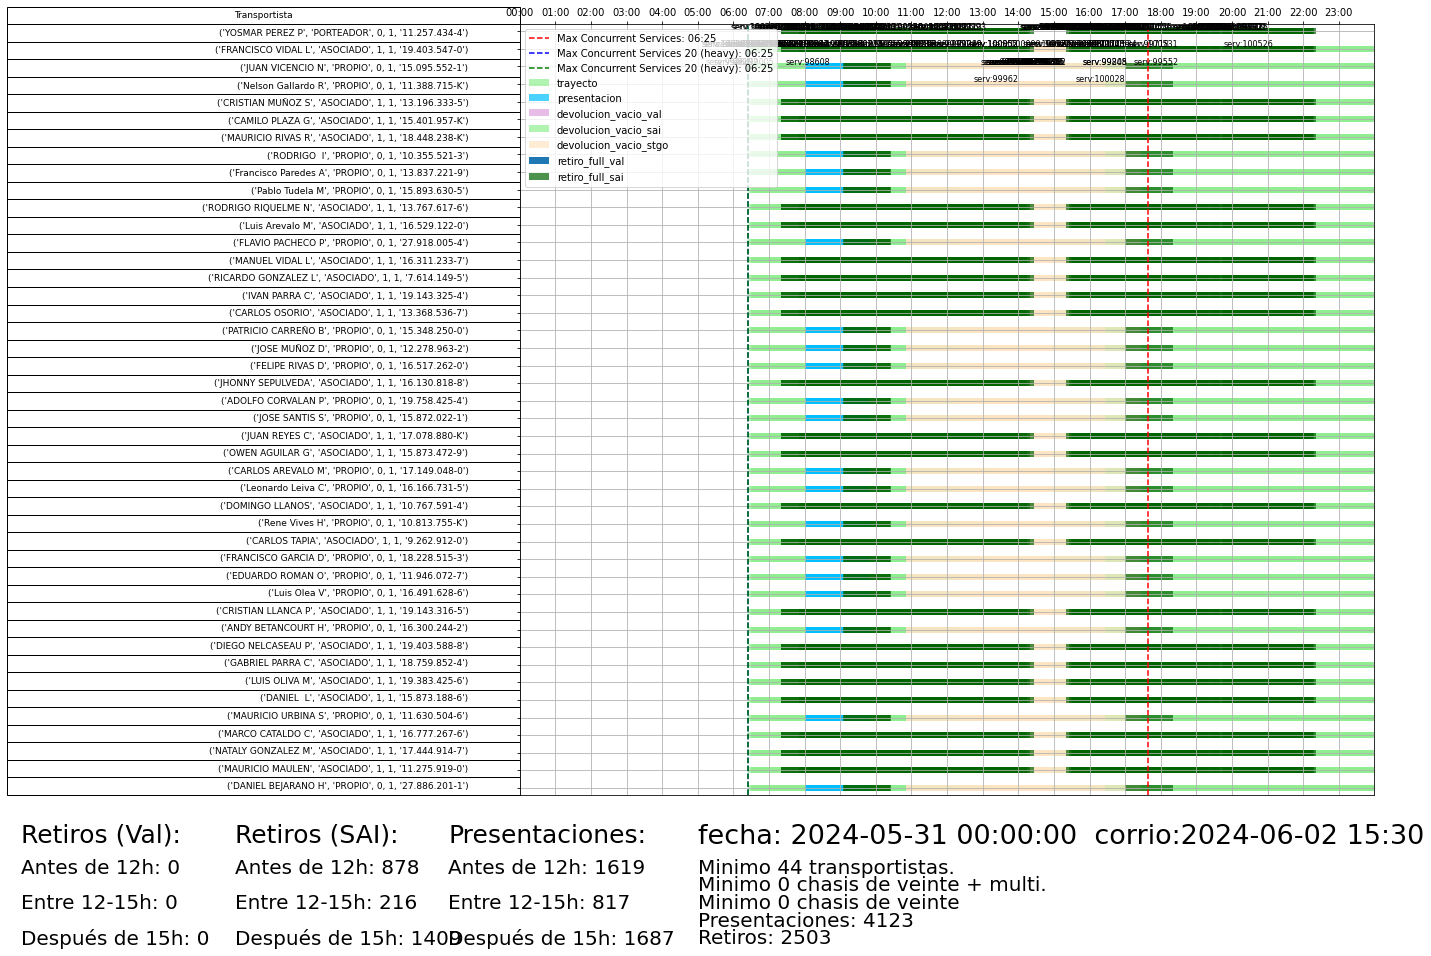 Transportista
00:00 01:00 02:00 03:00 04:00 05:00 06:00 07:00 08:00 09:00 10:00 11:00 12:00 13:00 14:00 15:00 16:00 17:00 18:00 19:00 20:00 21:00 22:00 23:00
('YOSMAR PEREZ P', 'PORTEADOR', 0, 1, '11.257.434-4')
('FRANCISCO VIDAL L', 'ASOCIADO', 1, 1, '19.403.547-0')
('JUAN VICENCIO N', 'PROPIO', 0, 1, '15.095.552-1')
('Nelson Gallardo R', 'PROPIO', 0, 1, '11.388.715-K')
('CRISTIAN MUÑOZ S', 'ASOCIADO', 1, 1, '13.196.333-5')
('CAMILO PLAZA G', 'ASOCIADO', 1, 1, '15.401.957-K')
('MAURICIO RIVAS R', 'ASOCIADO', 1, 1, '18.448.238-K')
('RODRIGO  I', 'PROPIO', 0, 1, '10.355.521-3')
('Francisco Paredes A', 'PROPIO', 0, 1, '13.837.221-9')
('Pablo Tudela M', 'PROPIO', 0, 1, '15.893.630-5')
('RODRIGO RIQUELME N', 'ASOCIADO', 1, 1, '13.767.617-6')
('Luis Arevalo M', 'ASOCIADO', 1, 1, '16.529.122-0')
('FLAVIO PACHECO P', 'PROPIO', 0, 1, '27.918.005-4')
('MANUEL VIDAL L', 'ASOCIADO', 1, 1, '16.311.233-7')
('RICARDO GONZALEZ L', 'ASOCIADO', 1, 1, '7.614.149-5')
('IVAN PARRA C', 'ASOCIADO', 1, 1, '19.143.325-4')
('CARLOS OSORIO', 'ASOCIADO', 1, 1, '13.368.536-7')
('PATRICIO CARREÑO B', 'PROPIO', 0, 1, '15.348.250-0')
('JOSE MUÑOZ D', 'PROPIO', 0, 1, '12.278.963-2')
('FELIPE RIVAS D', 'PROPIO', 0, 1, '16.517.262-0')
('JHONNY SEPULVEDA', 'ASOCIADO', 1, 1, '16.130.818-8')
('ADOLFO CORVALAN P', 'PROPIO', 0, 1, '19.758.425-4')
('JOSE SANTIS S', 'PROPIO', 0, 1, '15.872.022-1')
('JUAN REYES C', 'ASOCIADO', 1, 1, '17.078.880-K')
('OWEN AGUILAR G', 'ASOCIADO', 1, 1, '15.873.472-9')
('CARLOS AREVALO M', 'PROPIO', 0, 1, '17.149.048-0')
('Leonardo Leiva C', 'PROPIO', 0, 1, '16.166.731-5')
('DOMINGO LLANOS', 'ASOCIADO', 1, 1, '10.767.591-4')
('Rene Vives H', 'PROPIO', 0, 1, '10.813.755-K')
('CARLOS TAPIA', 'ASOCIADO', 1, 1, '9.262.912-0')
('FRANCISCO GARCIA D', 'PROPIO', 0, 1, '18.228.515-3')
('EDUARDO ROMAN O', 'PROPIO', 0, 1, '11.946.072-7')
('Luis Olea V', 'PROPIO', 0, 1, '16.491.628-6')
('CRISTIAN LLANCA P', 'ASOCIADO', 1, 1, '19.143.316-5')
('ANDY BETANCOURT H', 'PROPIO', 0, 1, '16.300.244-2')
('DIEGO NELCASEAU P', 'ASOCIADO', 1, 1, '19.403.588-8')
('GABRIEL PARRA C', 'ASOCIADO', 1, 1, '18.759.852-4')
('LUIS OLIVA M', 'ASOCIADO', 1, 1, '19.383.425-6')
('DANIEL  L', 'ASOCIADO', 1, 1, '15.873.188-6')
('MAURICIO URBINA S', 'PROPIO', 0, 1, '11.630.504-6')
('MARCO CATALDO C', 'ASOCIADO', 1, 1, '16.777.267-6')
('NATALY GONZALEZ M', 'ASOCIADO', 1, 1, '17.444.914-7')
('MAURICIO MAULEN', 'ASOCIADO', 1, 1, '11.275.919-0')
('DANIEL BEJARANO H', 'PROPIO', 0, 1, '27.886.201-1')
Max Concurrent Services: 06:25
Max Concurrent Services 20 (heavy): 06:25
Max Concurrent Services 20 (heavy): 06:25
trayecto
presentacion
devolucion_vacio_val
devolucion_vacio_sai
devolucion_vacio_stgo
retiro_full_val
retiro_full_sai
serv:100526
serv:98608
serv:99552
serv:99962
serv:100028
Retiros (Val):
Antes de 12h: 0
Entre 12-15h: 0
Después de 15h: 0
Retiros (SAI):
Antes de 12h: 878
Entre 12-15h: 216
Después de 15h: 1409
Presentaciones:
Antes de 12h: 1619
Entre 12-15h: 817
Después de 15h: 1687
fecha: 2024-05-31 00:00:00  corrio:2024-06-02 15:30
Minimo 44 transportistas.
Minimo 0 chasis de veinte + multi.
Minimo 0 chasis de veinte
Presentaciones: 4123
Retiros: 2503